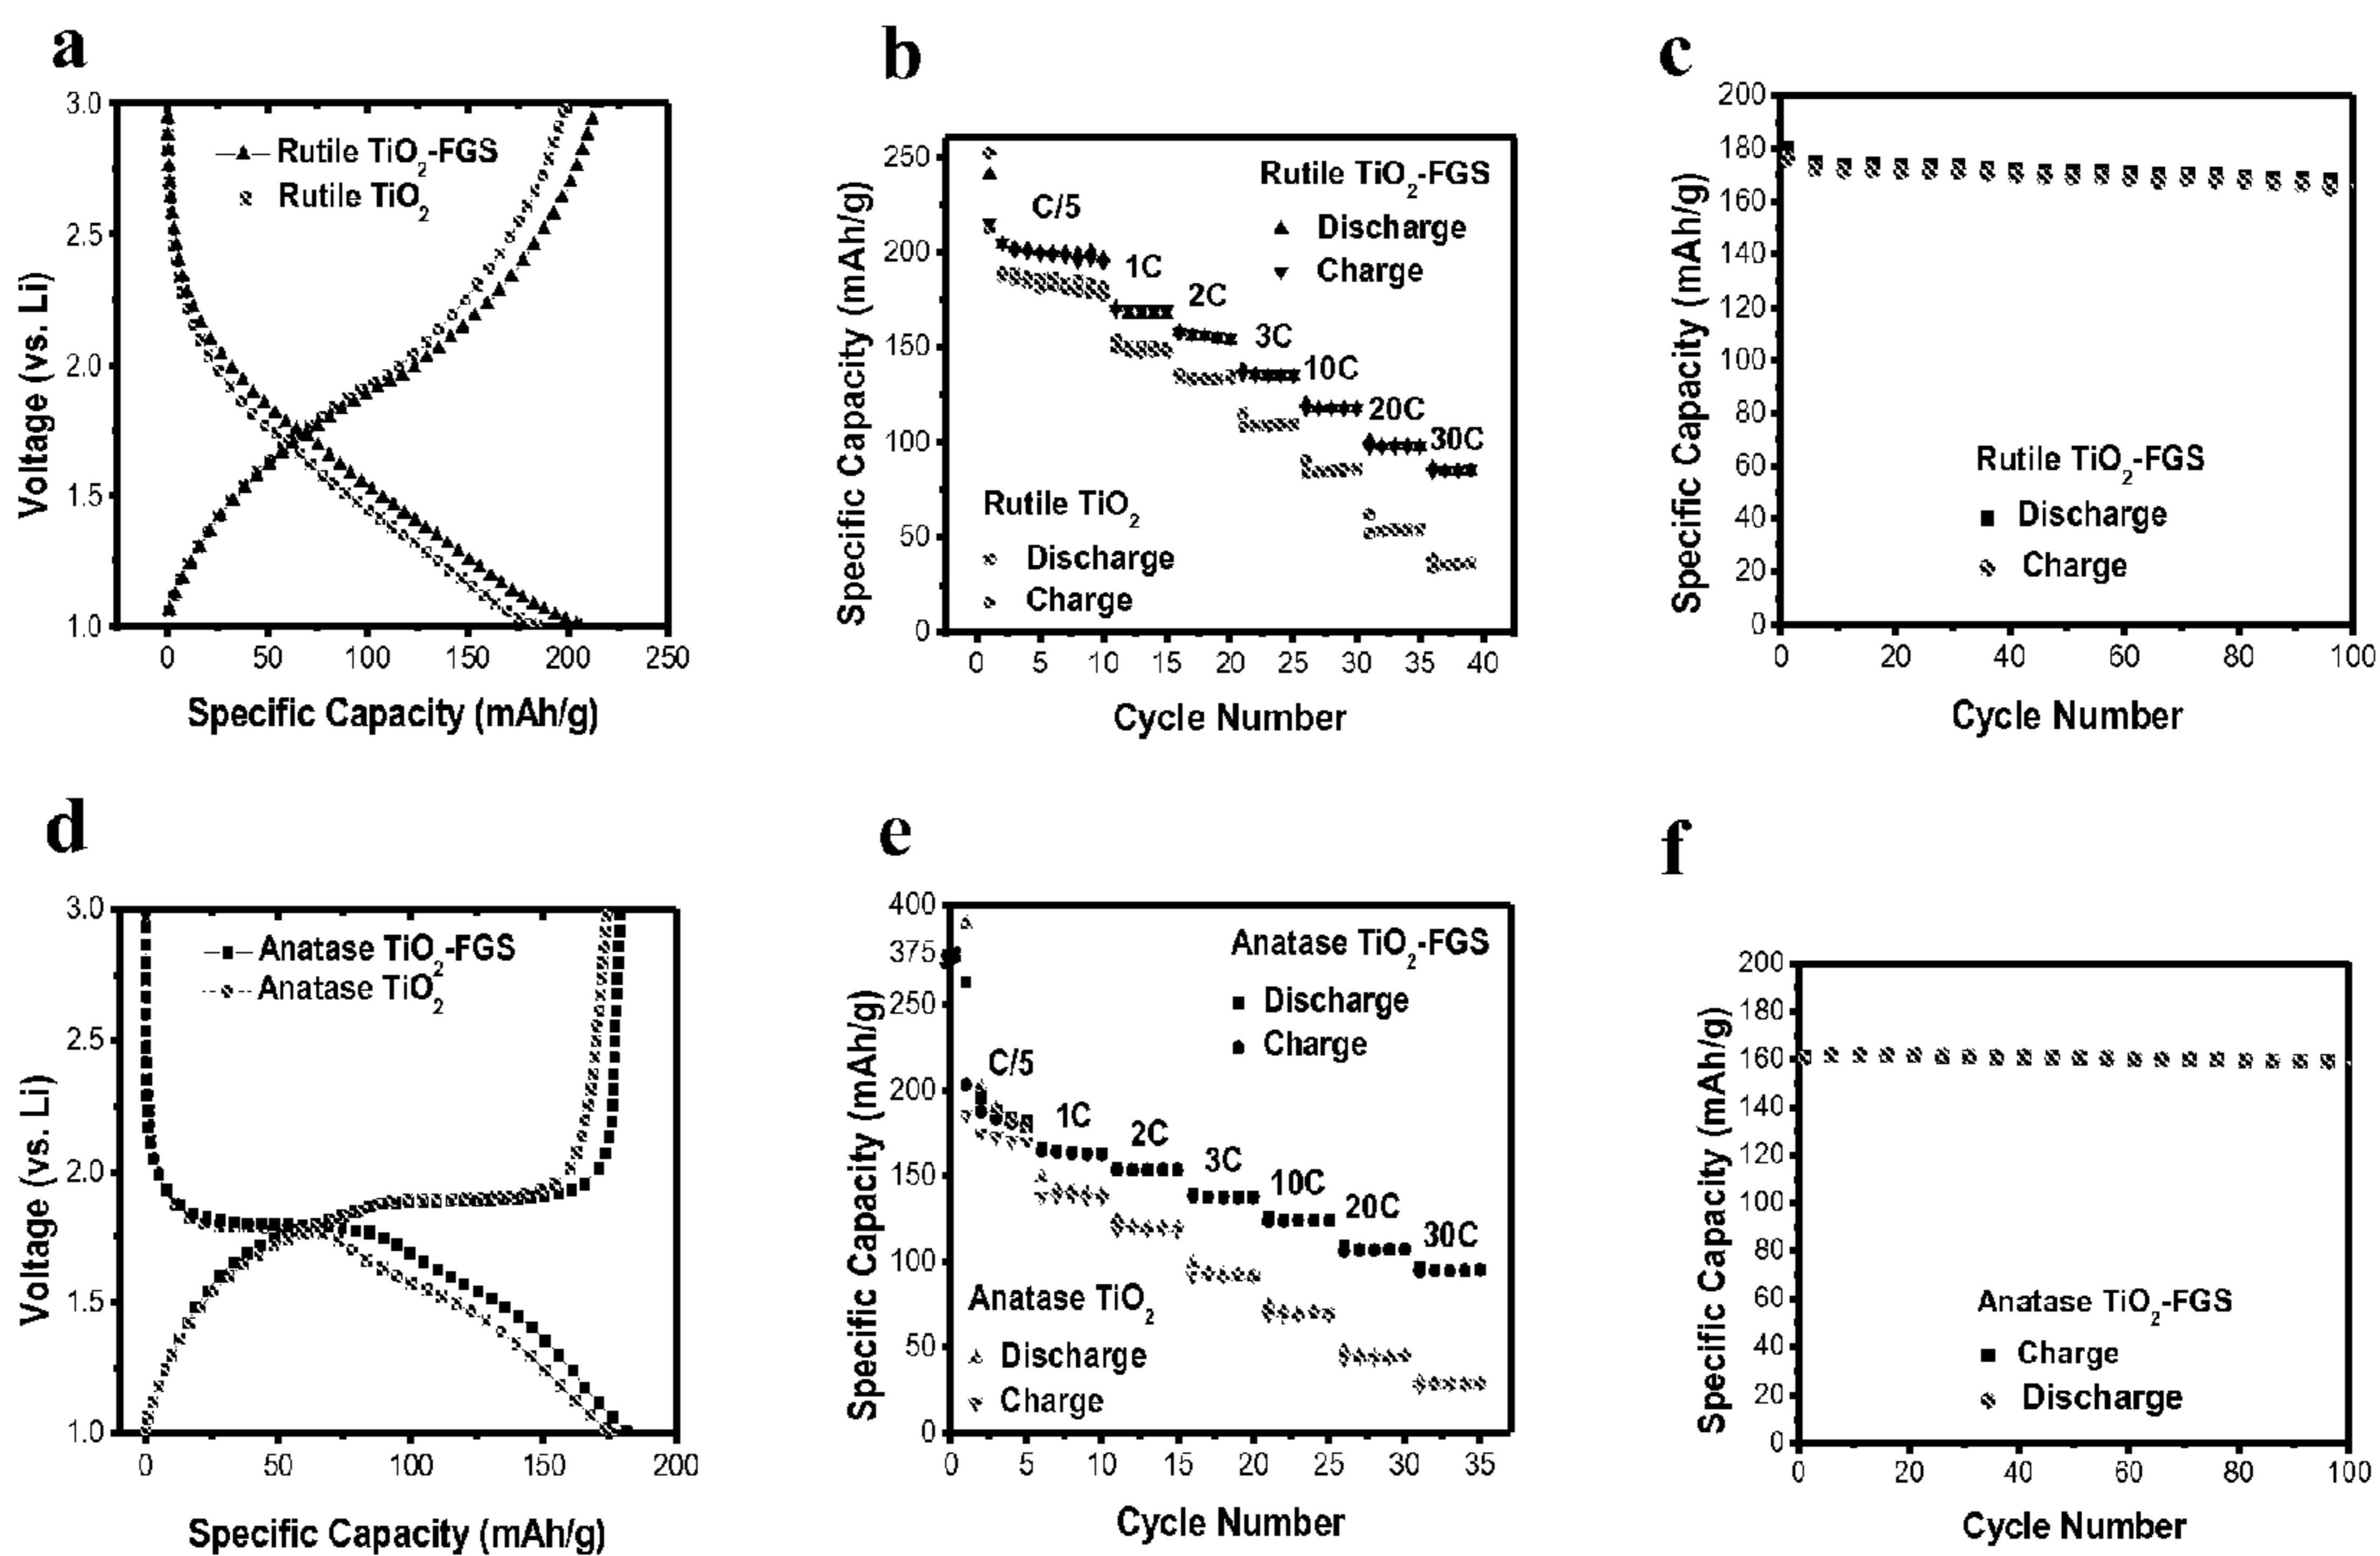 a
3.0
2.5
2.0
1.5
1.0
Voltage (vs. Li)
Rutile TiO2-FGS
Rutile TiO2
0 50 100 150 200 250
Specific Capacity (mAh/g)
b
250
200
150
100
50
0
Specific Capacity (mAh/g)
Rutile TiO2-FGS
Discharge
Charge
C/5
1C
2C
3C
10C
20C
30C
Rutile TiO2
Discharge
Charge
0 5 10 15 20 25 30 35 40
Cycle Number
c
200
180
160
140
120
100
80
60
40
20
0
Specific Capacity (mAh/g)
Rutile TiO2-FGS
Discharge
Charge
0 20 40 60 80 100
Cycle Number
d
3.0
2.5
2.0
1.5
1.0
Voltage (vs. Li)
Anatase TiO2-FGS
Anatase TiO2
0 50 100 150 200
Specific Capacity (mAh/g)
e
400
375
250
200
150
100
50
0
Specific Capacity (mAh/g)
Anatase TiO2-FGS
Discharge
Charge
C/5
1C
2C
3C
10C
20C
30C
Anatase TiO2
Discharge
Charge
0 5 10 15 20 25 30 35
Cycle Number
f
200
180
160
140
120
100
80
60
40
20
0
Specific Capacity (mAh/g)
Anatase TiO2-FGS
Charge
Discharge
0 20 40 60 80 100
Cycle Number